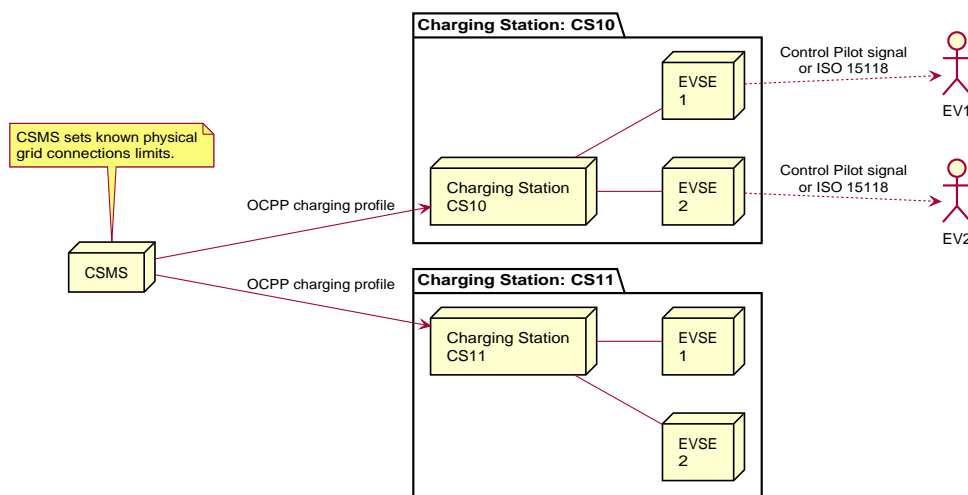 Charging Station: CS10
EVSE
1
Control Pilot signal
or ISO 15118
EV1
CSMS sets known physical
grid connections limits.
Charging Station
CS10
EVSE
2
Control Pilot signal
or ISO 15118
EV2
OCPP charging profile
CSMS
OCPP charging profile
Charging Station: CS11
Charging Station
CS11
EVSE
1
EVSE
2